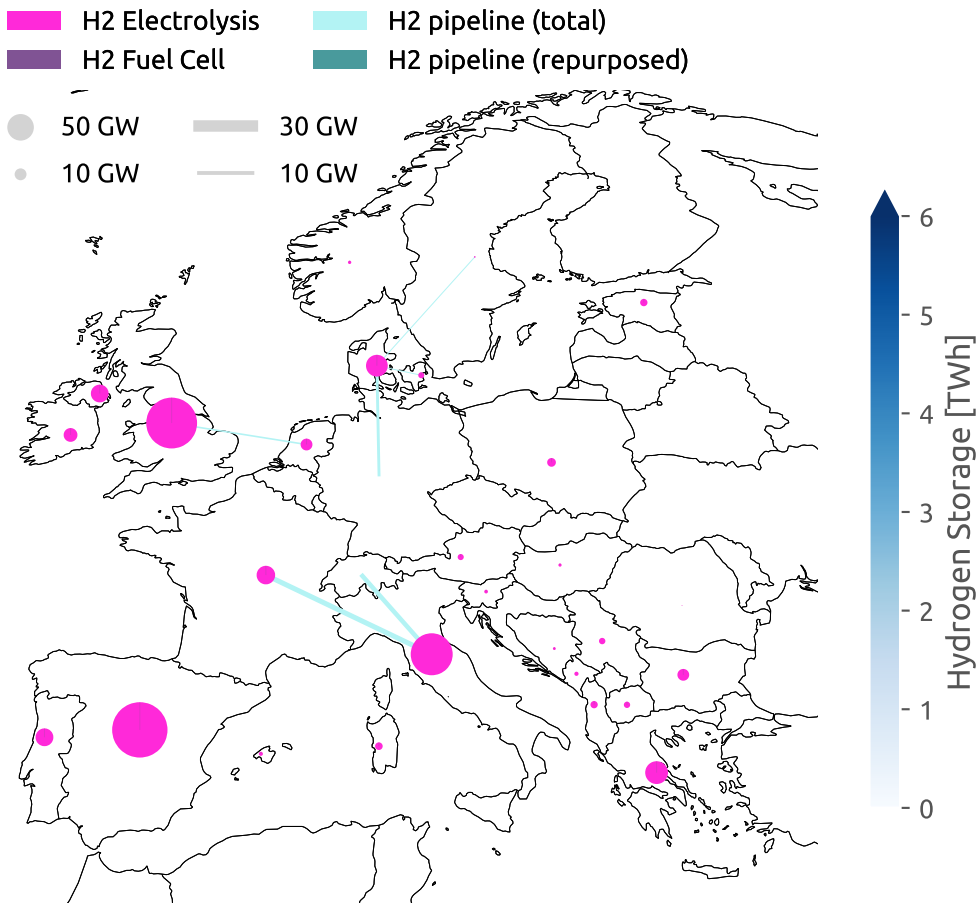 H2 Electrolysis
H2 Fuel Cell
H2 pipeline (total)
H2 pipeline (repurposed)
50 GW
10 GW
30 GW
10 GW
6
5
4
3
2
1
0
Hydrogen Storage [TWh]